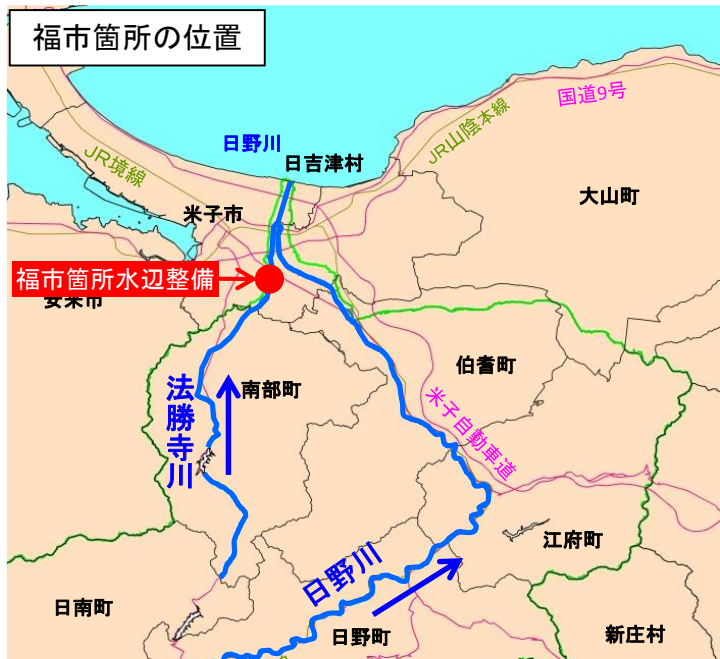 福市箇所の位置
国道9号
日野川
日吉津村
JR山陰本線
JR境線
大山町
米子市
福市箇所水辺整備
安来市
伯耆町
法勝寺川
南部町
米子自動車道
江府町
日野川
日南町
日野町
新庄村